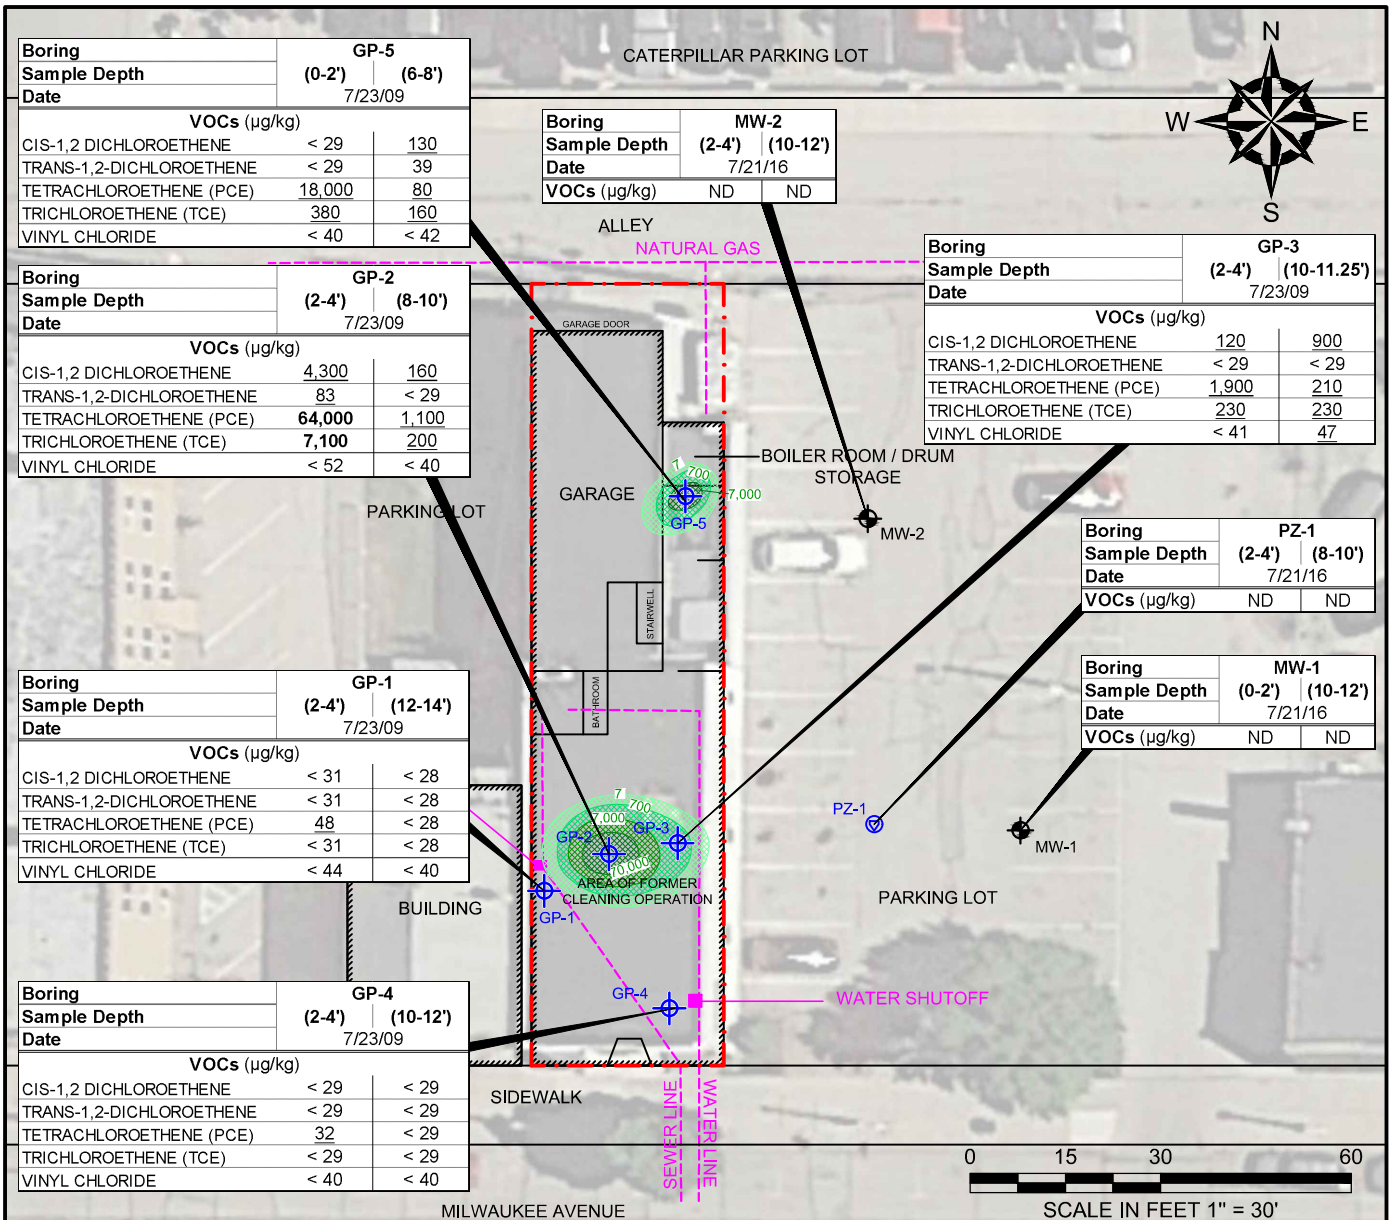 CATERPILLAR PARKING LOT
N
W E
S
Boring GP-5
Sample Depth (0-2') (6-8')
Date 7/23/09
VOCs (µg/kg)
CIS-1,2 DICHLOROETHENE < 29 130
TRANS-1,2-DICHLOROETHENE < 29 39
TETRACHLOROETHENE (PCE) 18,000 80
TRICHLOROETHENE (TCE) 380 160
VINYL CHLORIDE < 40 < 42
Boring MW-2
Sample Depth (2-4') (10-12')
Date 7/21/16
VOCs (µg/kg) ND ND
ALLEY
NATURAL GAS
Boring GP-3
Sample Depth (2-4') (10-11.25')
Date 7/23/09
VOCs (µg/kg)
CIS-1,2 DICHLOROETHENE 120 900
TRANS-1,2-DICHLOROETHENE < 29 < 29
TETRACHLOROETHENE (PCE) 1,900 210
TRICHLOROETHENE (TCE) 230 230
VINYL CHLORIDE < 41 47
Boring GP-2
Sample Depth (2-4') (8-10')
Date 7/23/09
VOCs (µg/kg)
CIS-1,2 DICHLOROETHENE 4,300 160
TRANS-1,2-DICHLOROETHENE 83 < 29
TETRACHLOROETHENE (PCE) 64,000 1,100
TRICHLOROETHENE (TCE) 7,100 200
VINYL CHLORIDE < 52 < 40
GARAGE DOOR
BOILER ROOM / DRUM
STORAGE
7
700
7,000
GARAGE
GP-5
PARKING LOT
MW-2
Boring PZ-1
Sample Depth (2-4') (8-10')
Date 7/21/16
VOCs (µg/kg) ND ND
STAIRWELL
BATHROOM
Boring MW-1
Sample Depth (0-2') (10-12')
Date 7/21/16
VOCs (µg/kg) ND ND
Boring GP-1
Sample Depth (2-4') (12-14')
Date 7/23/09
VOCs (µg/kg)
CIS-1,2 DICHLOROETHENE < 31 < 28
TRANS-1,2-DICHLOROETHENE < 31 < 28
TETRACHLOROETHENE (PCE) 48 < 28
TRICHLOROETHENE (TCE) < 31 < 28
VINYL CHLORIDE < 44 < 40
7
700
7,000
GP-2
GP-3
70,000
AREA OF FORMER
CLEANING OPERATION
PZ-1
MW-1
GP-1
BUILDING
PARKING LOT
GP-4
WATER SHUTOFF
Boring GP-4
Sample Depth (2-4') (10-12')
Date 7/23/09
VOCs (µg/kg)
CIS-1,2 DICHLOROETHENE < 29 < 29
TRANS-1,2-DICHLOROETHENE < 29 < 29
TETRACHLOROETHENE (PCE) 32 < 29
TRICHLOROETHENE (TCE) < 29 < 29
VINYL CHLORIDE < 40 < 40
SIDEWALK
SEWER LINE
WATER LINE
MILWAUKEE AVENUE
0 15 30 60
SCALE IN FEET 1" = 30'